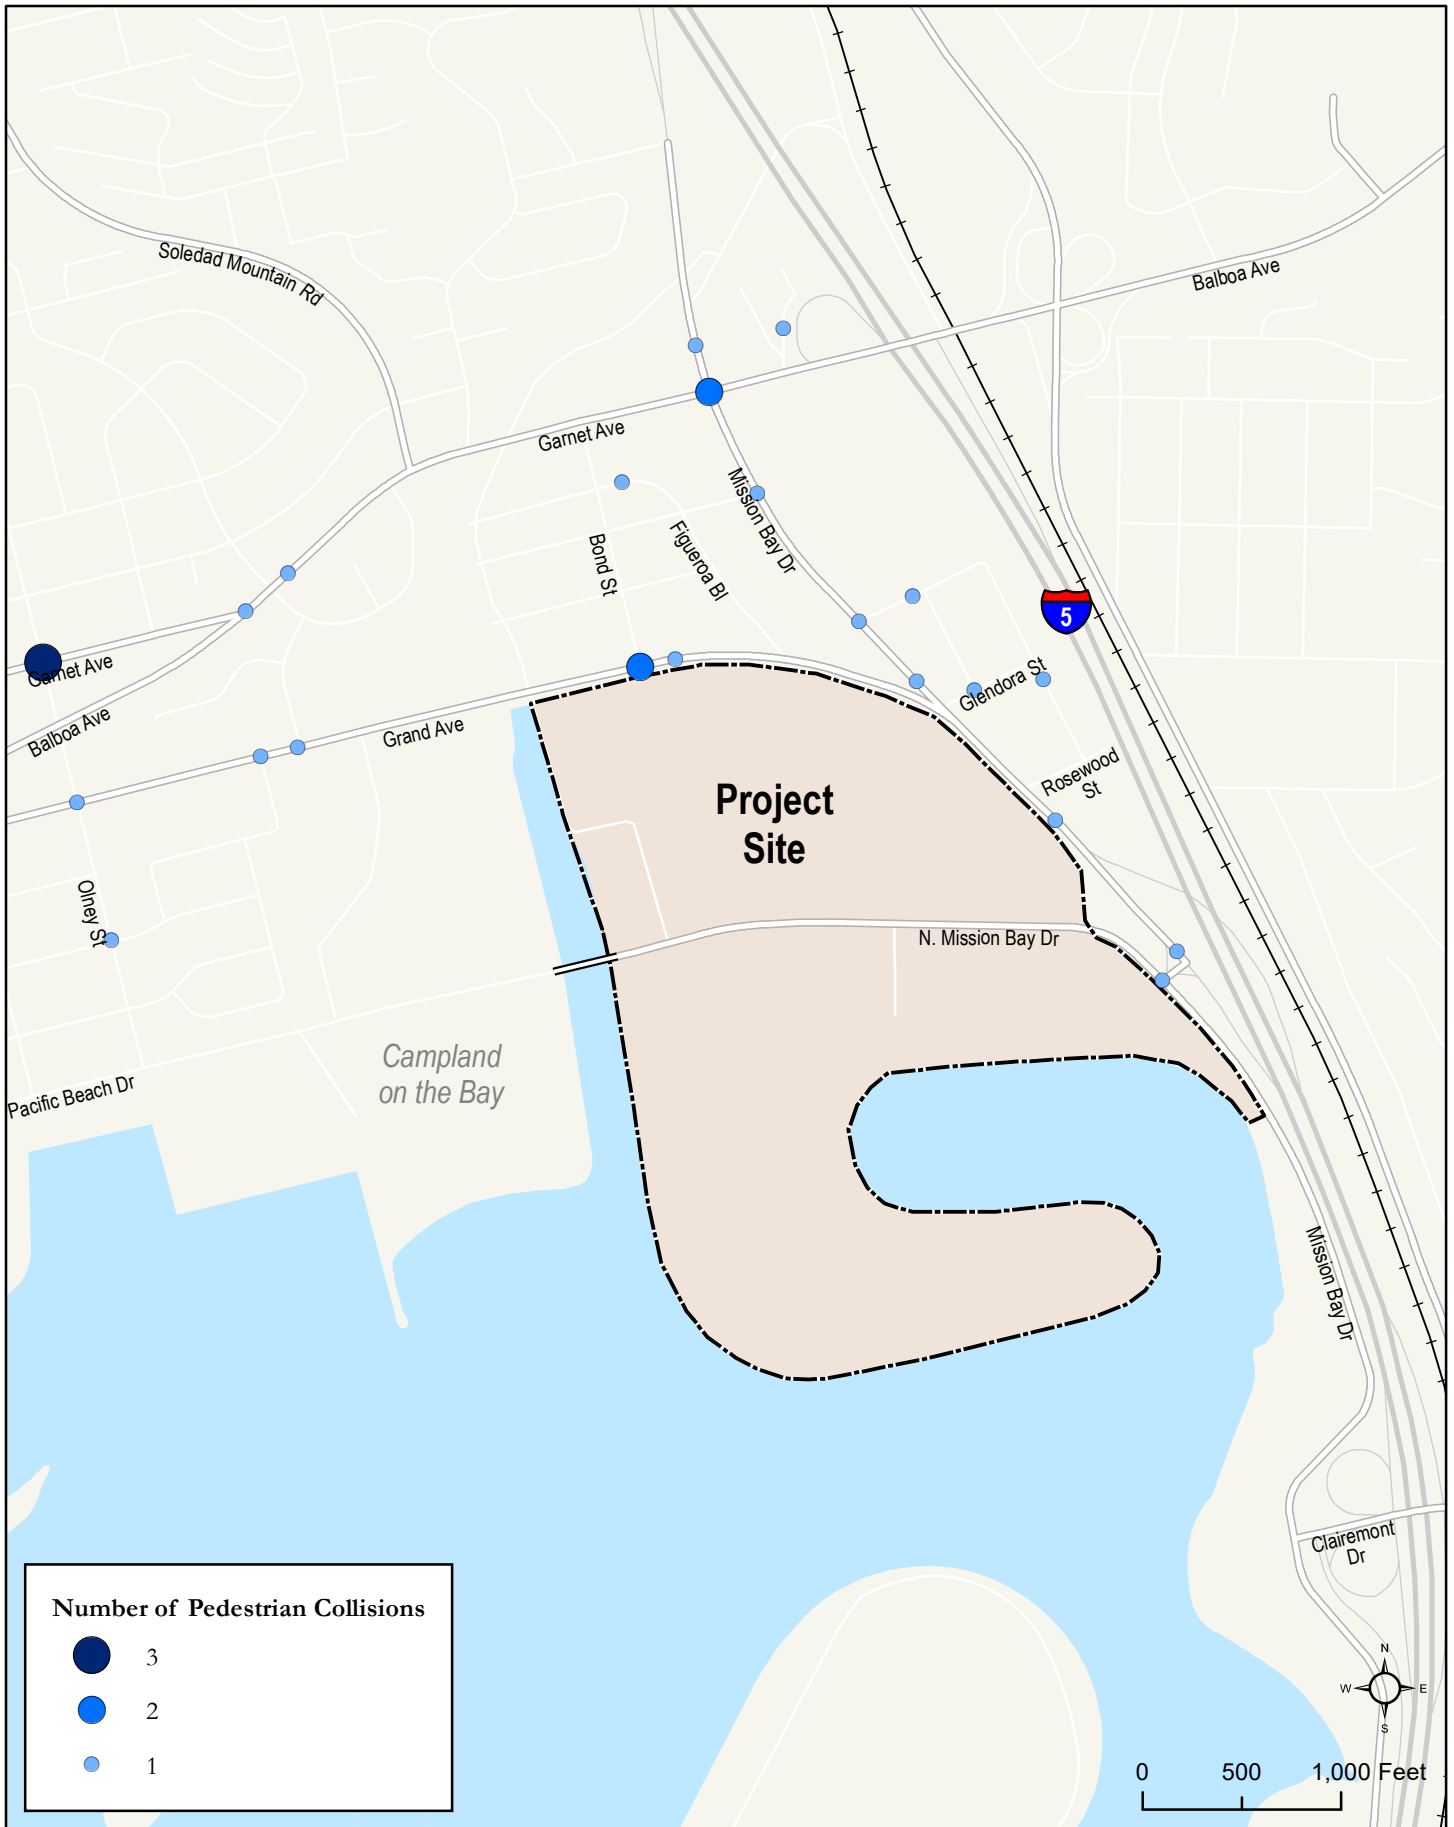 Soledad Mountain Rd
Balboa Ave
Garnet Ave
Mission Bay Dr
Figueroa Bl
Bond St
5
Garnet Ave
Glendora St
Balboa Ave
Grand Ave
Rosewood
St
Project
Site
Olney St
N. Mission Bay Dr
Campland
on the Bay
Pacific Beach Dr
Mission Bay Dr
Clairemont
Dr
Number of Pedestrian Collisions
3
2
1
N
W E
S
0 500 1,000 Feet